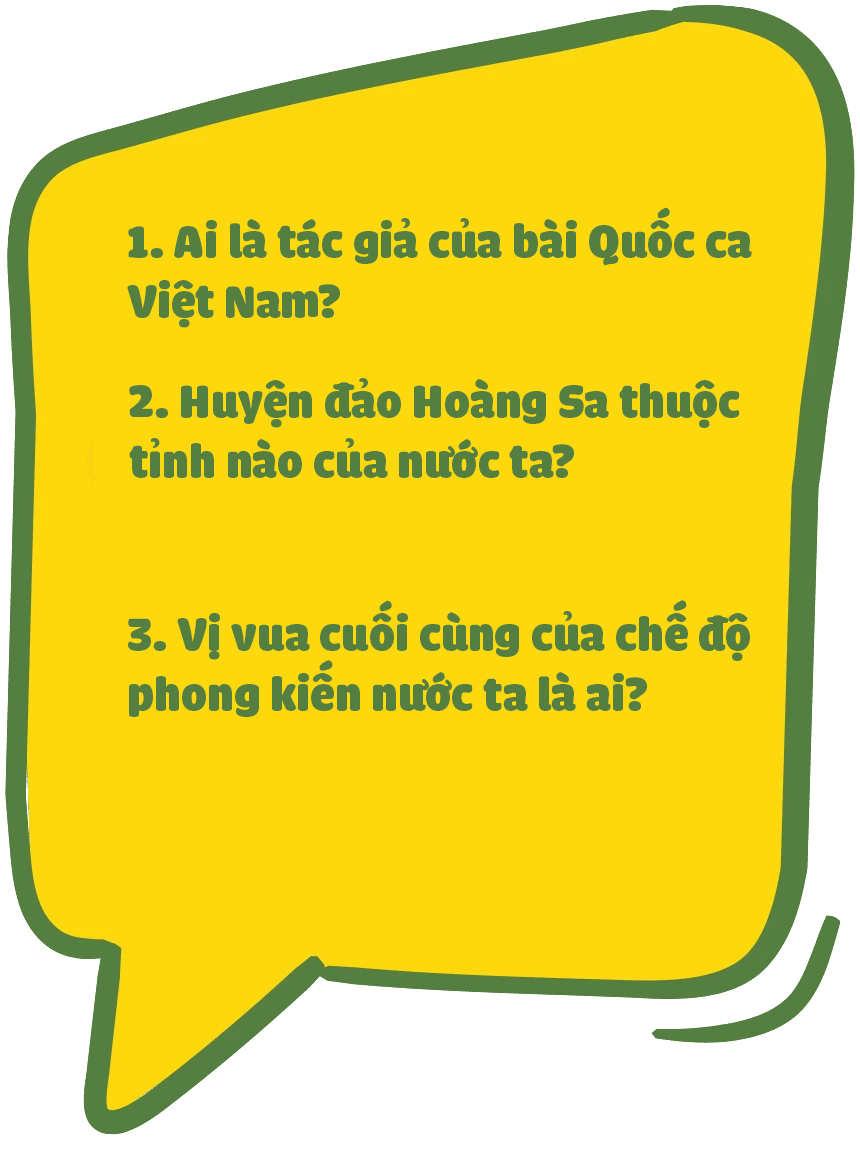 1. Ai là tác giả của bài Quốc ca
Việt Nam?
2. Huyện đảo Hoàng Sa thuộc
tỉnh nào của nước ta?
3. Vị vua cuối cùng của chế độ
phong kiến nước ta là ai?